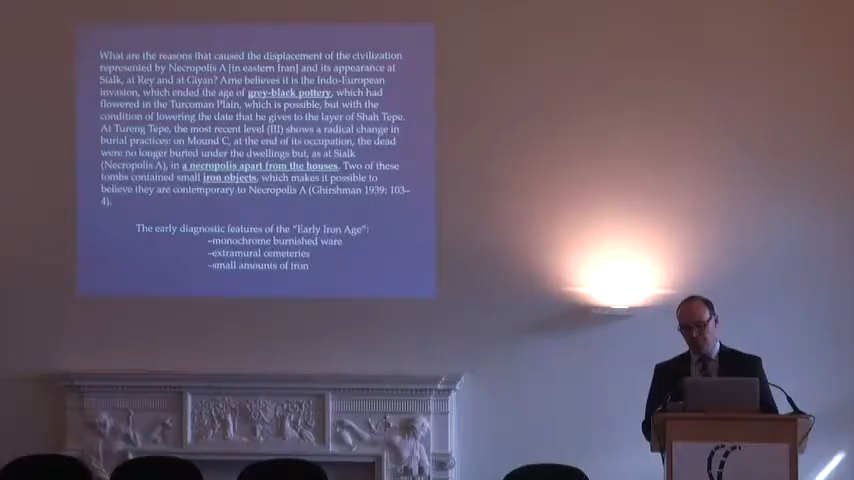 What are the reasons that caused the displacement of the civilization
represented by Necropolis A [in eastern Iran] and its appearance at
Sialk, at Rey and at Giyan? Arne believes it is the Indo-European
invasion, which ended the age of grey-black pottery, which had
flowered in the Turcoman Plain, which is possible, but with the
condition of lowering the date that he gives to the layer of Shah Tepe.
At Tureng Tepe, the most recent level (III) shows a radical change in
burial practices: on Mound C, at the end of its occupation, the dead
were no longer buried under the dwellings but, as at Sialk
(Necropolis A), in a necropolis apart from the houses. Two of these
tombs contained small iron objects, which makes it possible to
believe they are contemporary to Necropolis A (Ghirshman 1939: 103–
4).
The early diagnostic features of the "Early Iron Age":
–monochrome burnished ware
–extramural cemeteries
–small amounts of iron